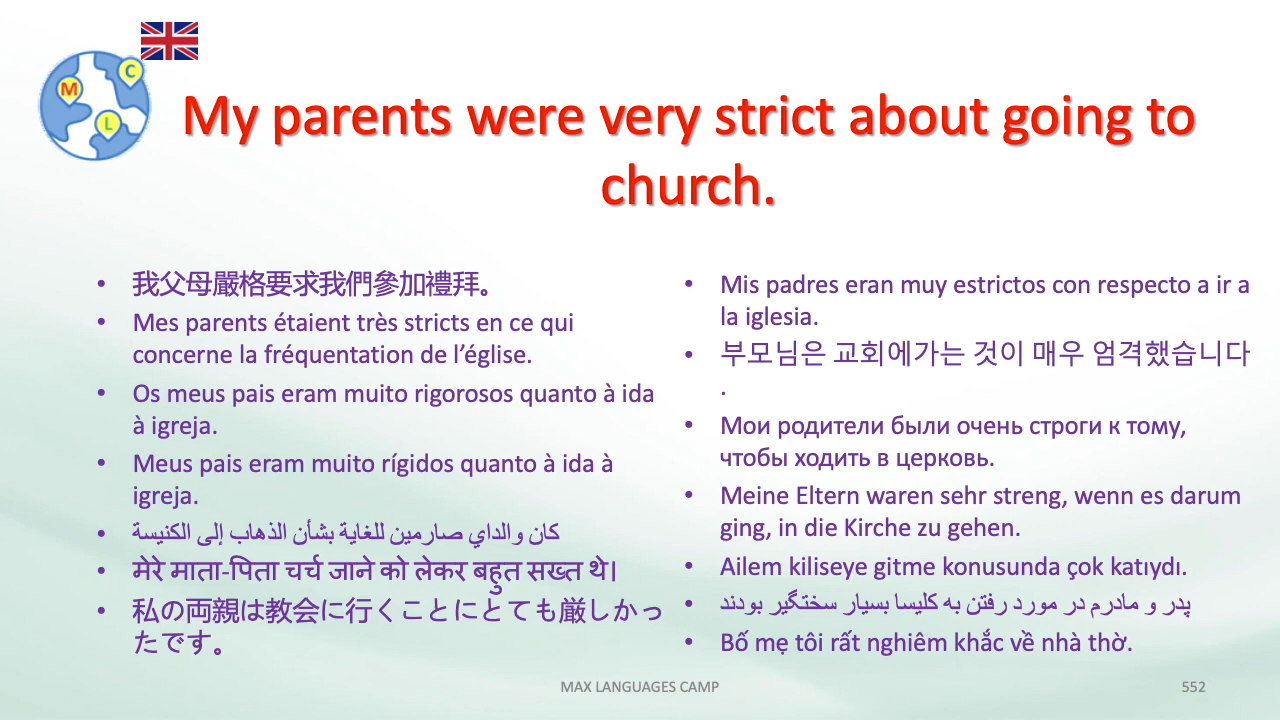 M
C
L
My parents were very strict about going to
church.
• 我父母嚴格要求我們參加禮拜。
• Mes parents étaient très stricts en ce qui
concerne la fréquentation de l’église.
• Os meus pais eram muito rigorosos quanto à ida
à igreja.
• Meus pais eram muito rígidos quanto à ida à
igreja.
• كان والداي صارمين للغاية بشأن الذهاب إلى الكنيسة
• मेरे माता-पिता चर्च जाने को लेकर बहुत सख्त थे।
• 私の両親は教会に行くことにとても厳しかっ
たです。
• Mis padres eran muy estrictos con respecto a ir a
la iglesia.
• 부모님은 교회에가는 것이 매우 엄격했습니다
.
• Мои родители были очень строги к тому,
чтобы ходить в церковь.
• Meine Eltern waren sehr streng, wenn es darum
ging, in die Kirche zu gehen.
• Ailem kiliseye gitme konusunda çok katıydı.
• پدر و مادرم در مورد رفتن به کلیسا بسیار سختگیر بودند
• Bố mẹ tôi rất nghiêm khắc về nhà thờ.
MAX LANGUAGES CAMP
552